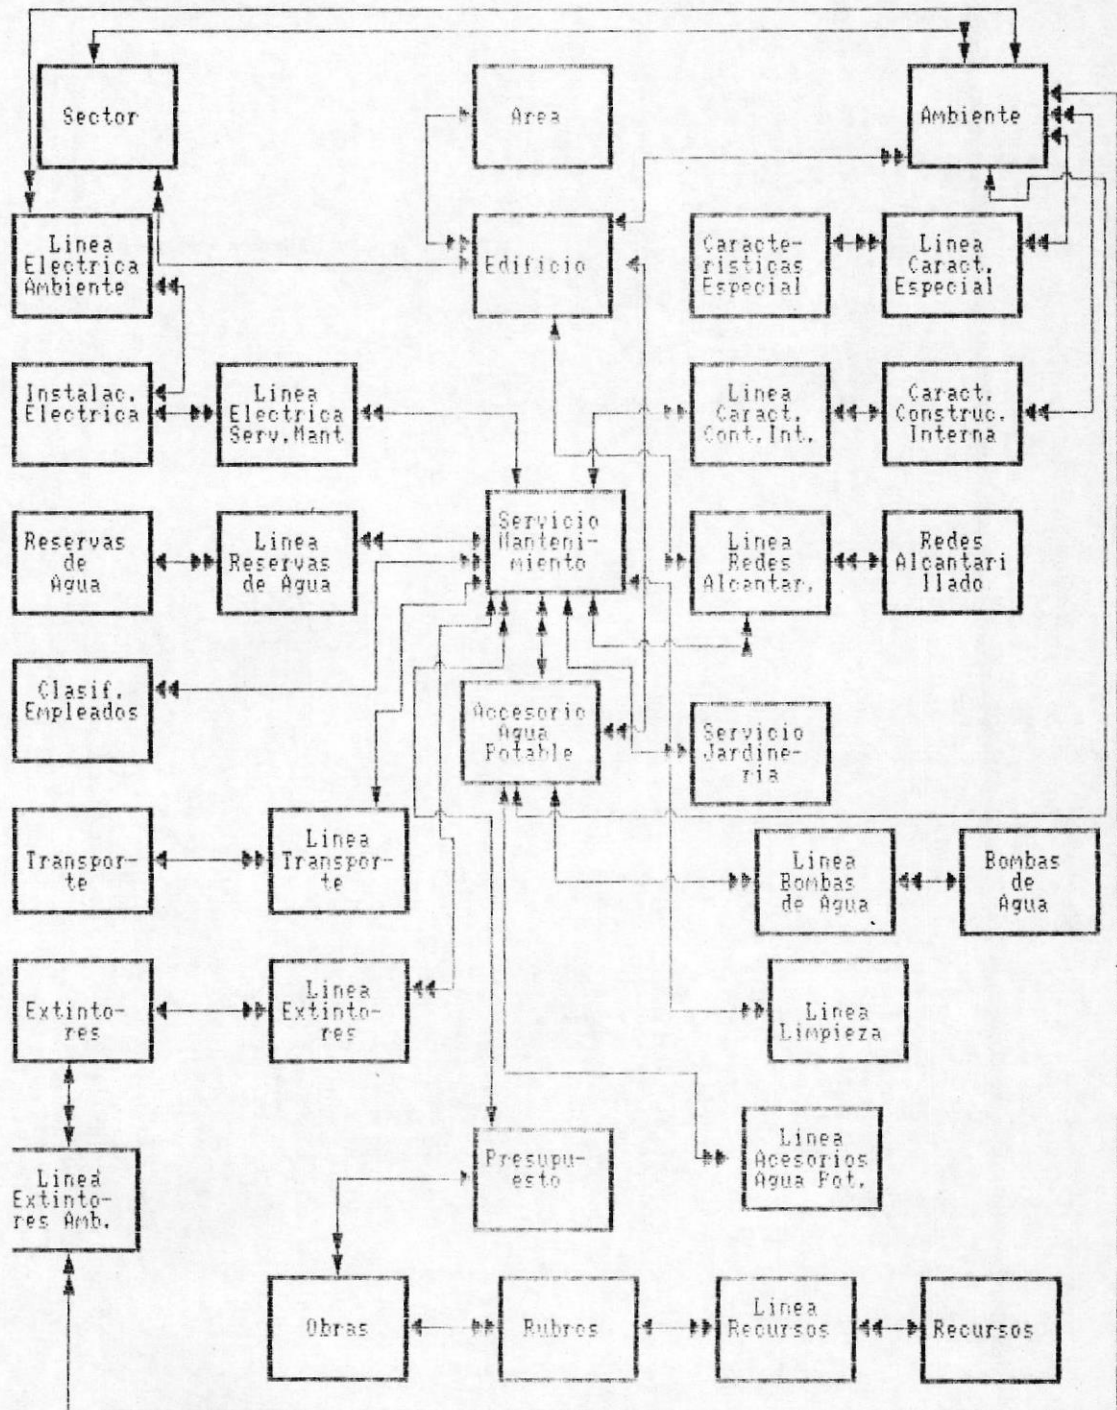 Sector
Area
Ambiente
Linea
Electrica
Ambiente
Edificio
Caracte-
risticas
Especial
Linea
Caract.
Especial
Instalac.
Electrica
Linea
Electrica
Serv.Mant
Linea
Caract.
Cont.Int.
Caract.
Construc.
Interna
Reservas
de
Agua
Linea
Reservas
de Agua
Servicio
Manteni-
miento
Linea
Redes
Alcantar.
Redes
Alcantari
llado
Clasif.
Empleados
Accesorio
Agua
Potable
Servicio
Jardine-
ria
Transpor-
te
Linea
Transpor-
te
Linea
Bombas
de Agua
Bombas
de
Agua
Extinto-
res
Linea
Extinto-
res
Linea
Limpieza
Linea
Extinto-
res Amb.
Presupu-
esto
Linea
Acesorios
Agua Pot.
Obras
Rubros
Linea
Recursos
Recursos